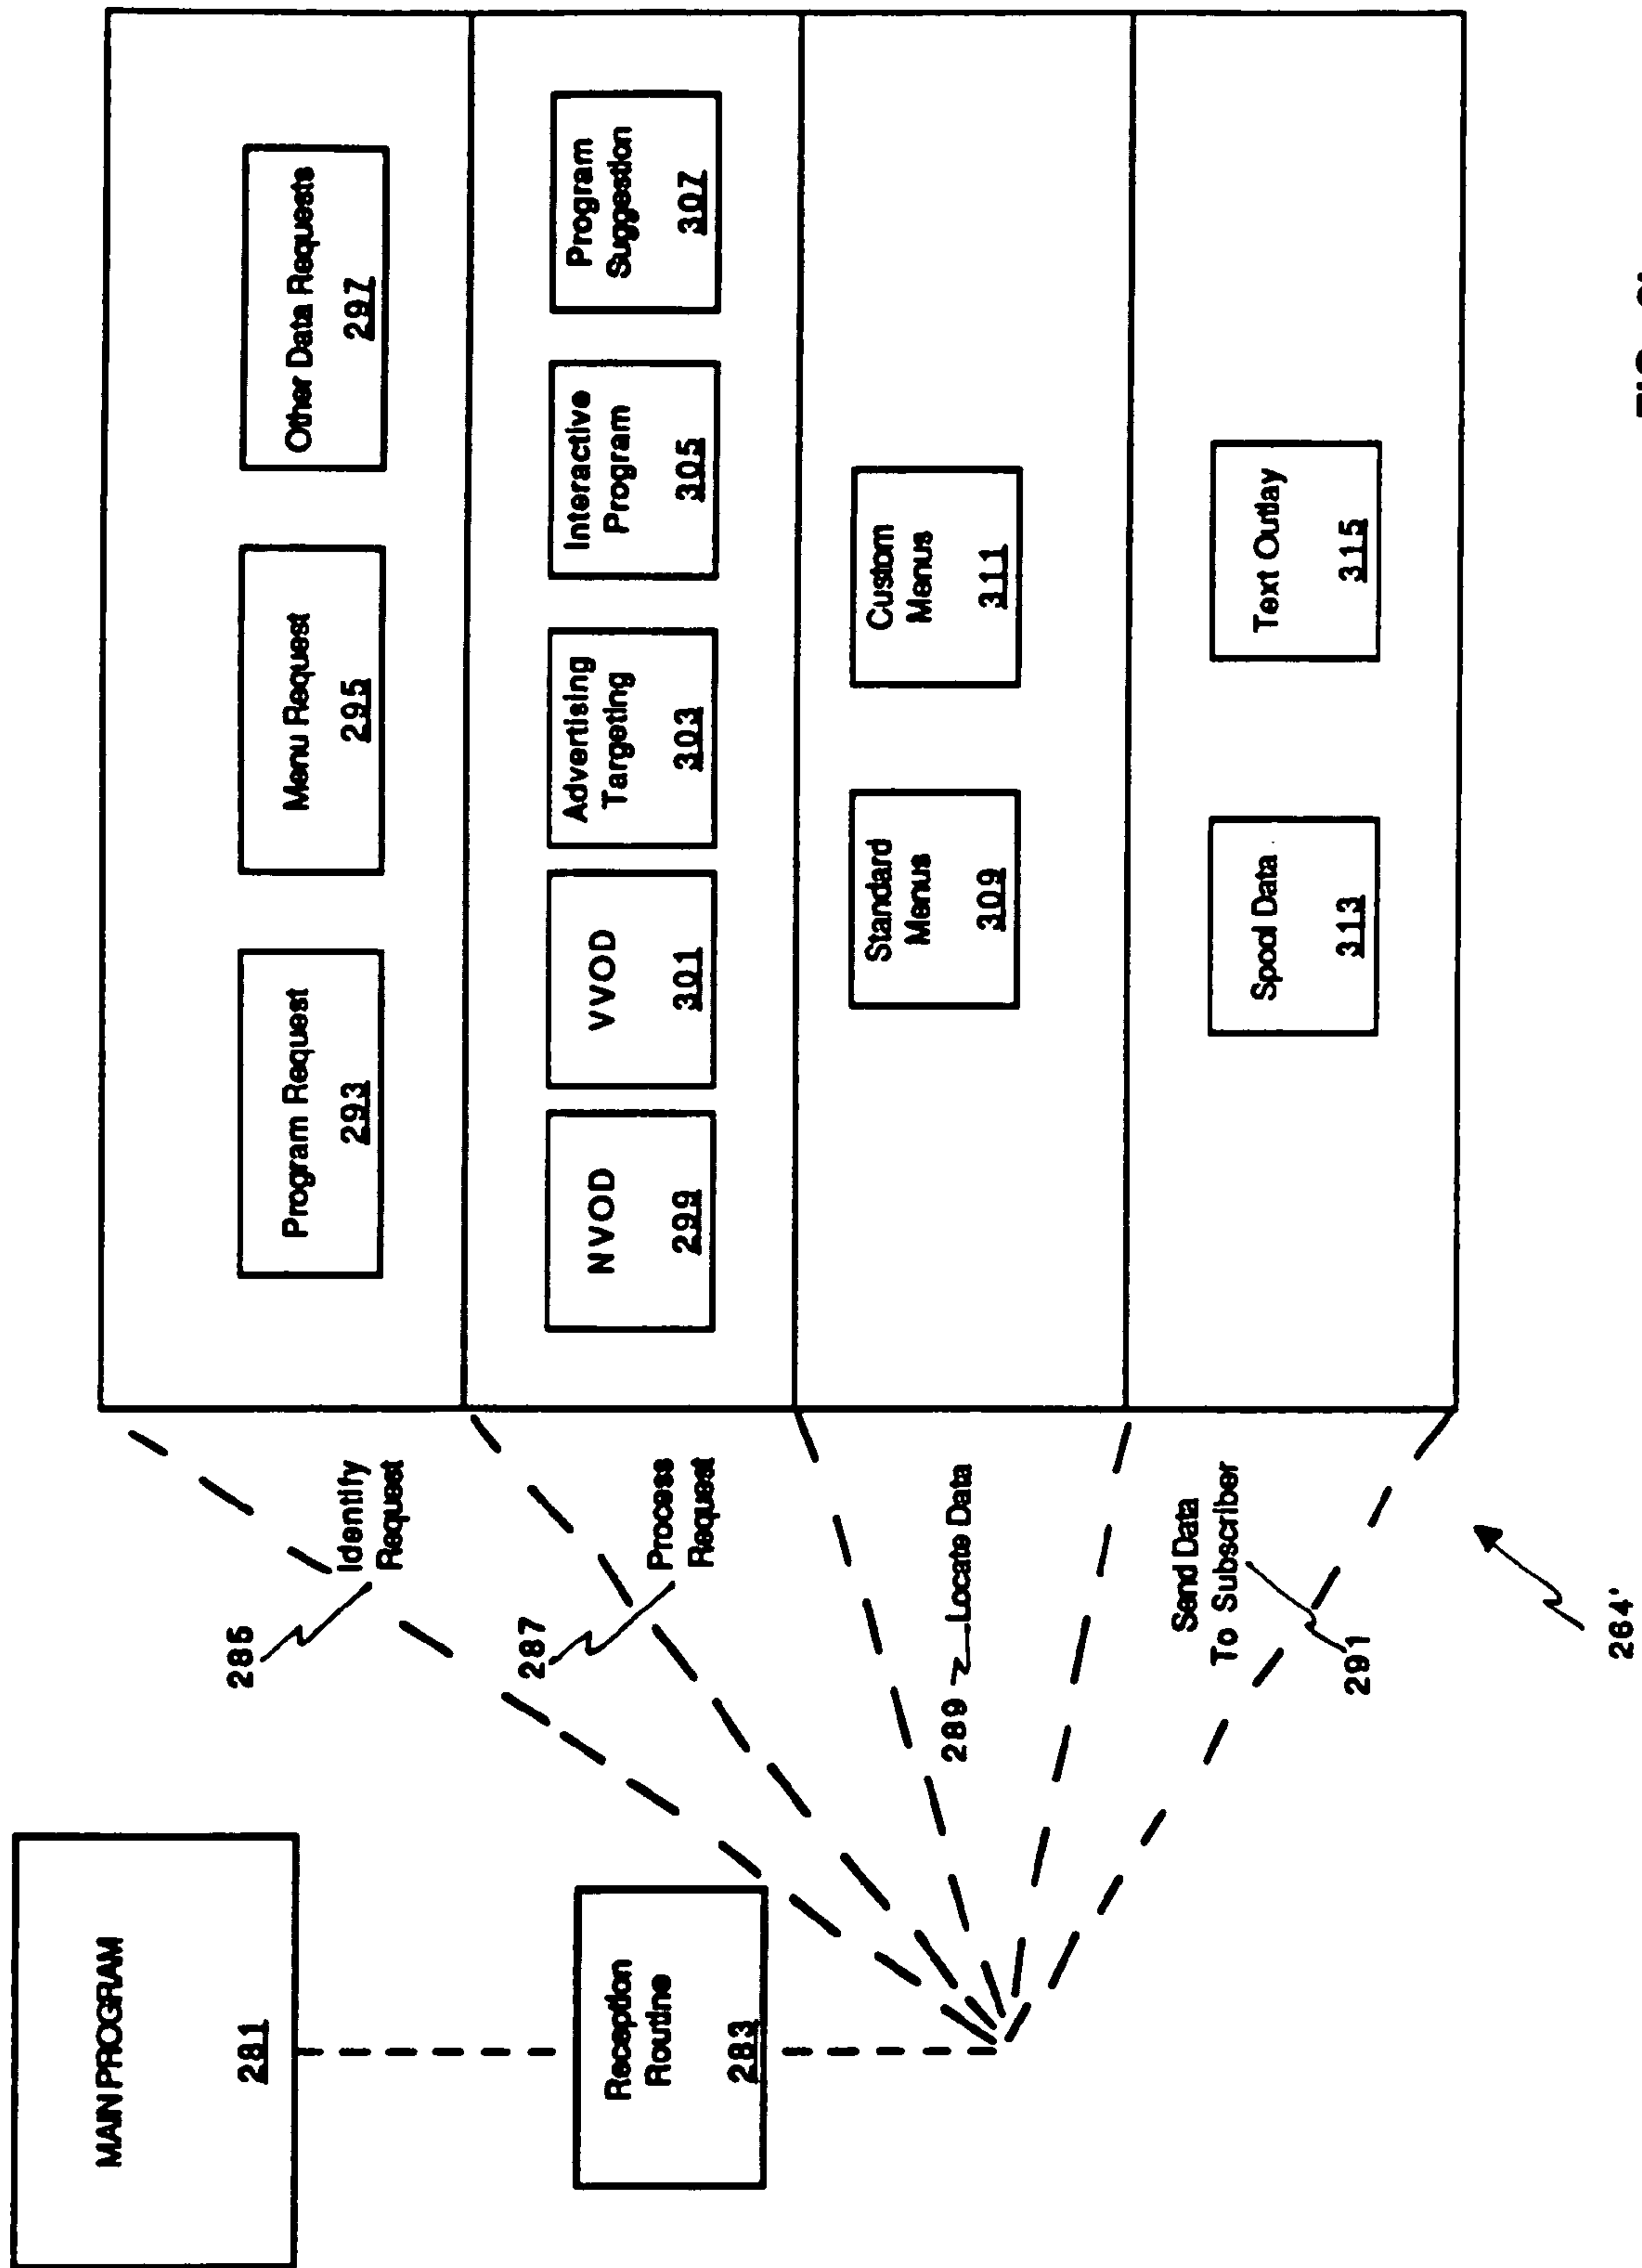 MAIN PROGRAM
281
Reception
Routine
283
285
Identify
Request
287
Process
Request
289
Locate Data
Send Data
To Subscriber
291
264'
Program Request
293
Menu Request
295
Other Data Requests
297
NVOD
299
VVOD
301
Advertising
Targeting
303
Interactive
Program
305
Program
Suggestion
307
Standard
Menus
309
Custom
Menus
311
Spool Data
313
Text Outlay
315